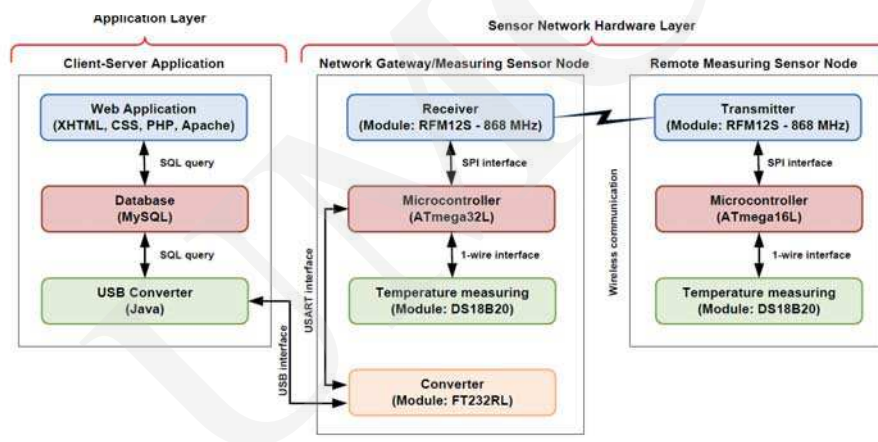 Application Layer
Sensor Network Hardware Layer
Client-Server Application
Network Gateway/Measuring Sensor Node
Remote Measuring Sensor Node
Web Application
(XHTML, CSS, PHP, Apache)
SQL query
Database
(MySQL)
SQL query
USB Converter
(Java)
USB interface
USART interface
Receiver
(Module: RFM12S - 868 MHz)
SPI interface
Microcontroller
(ATmega32L)
1-wire interface
Temperature measuring
(Module: DS18B20)
Converter
(Module: FT232RL)
Wireless communication
Transmitter
(Module: RFM12S - 868 MHz)
SPI interface
Microcontroller
(ATmega16L)
1-wire interface
Temperature measuring
(Module: DS18B20)